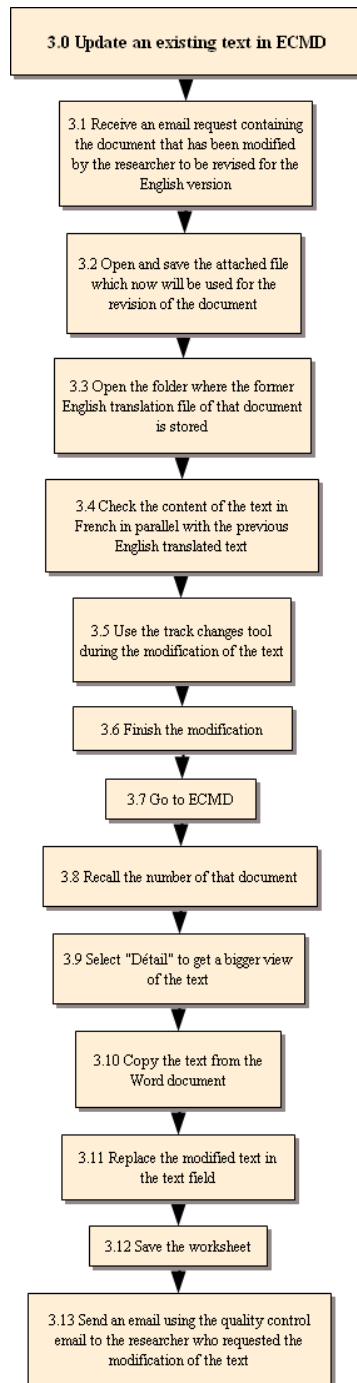 3.0 Update an existing text in ECMD
3.1 Receive an email request containing
the document that has been modified
by the researcher to be revised for the
English version
3.2 Open and save the attached file
which now will be used for the
revision of the document
3.3 Open the folder where the former
English translation file of that document
is stored
3.4 Check the content of the text in
French in parallel with the previous
English translated text
3.5 Use the track changes tool
during the modification of the text
3.6 Finish the modification
3.7 Go to ECMD
3.8 Recall the number of that document
3.9 Select "Détail" to get a bigger view
of the text
3.10 Copy the text from the
Word document
3.11 Replace the modified text in
the text field
3.12 Save the worksheet
3.13 Send an email using the quality control
email to the researcher who requested the
modification of the text